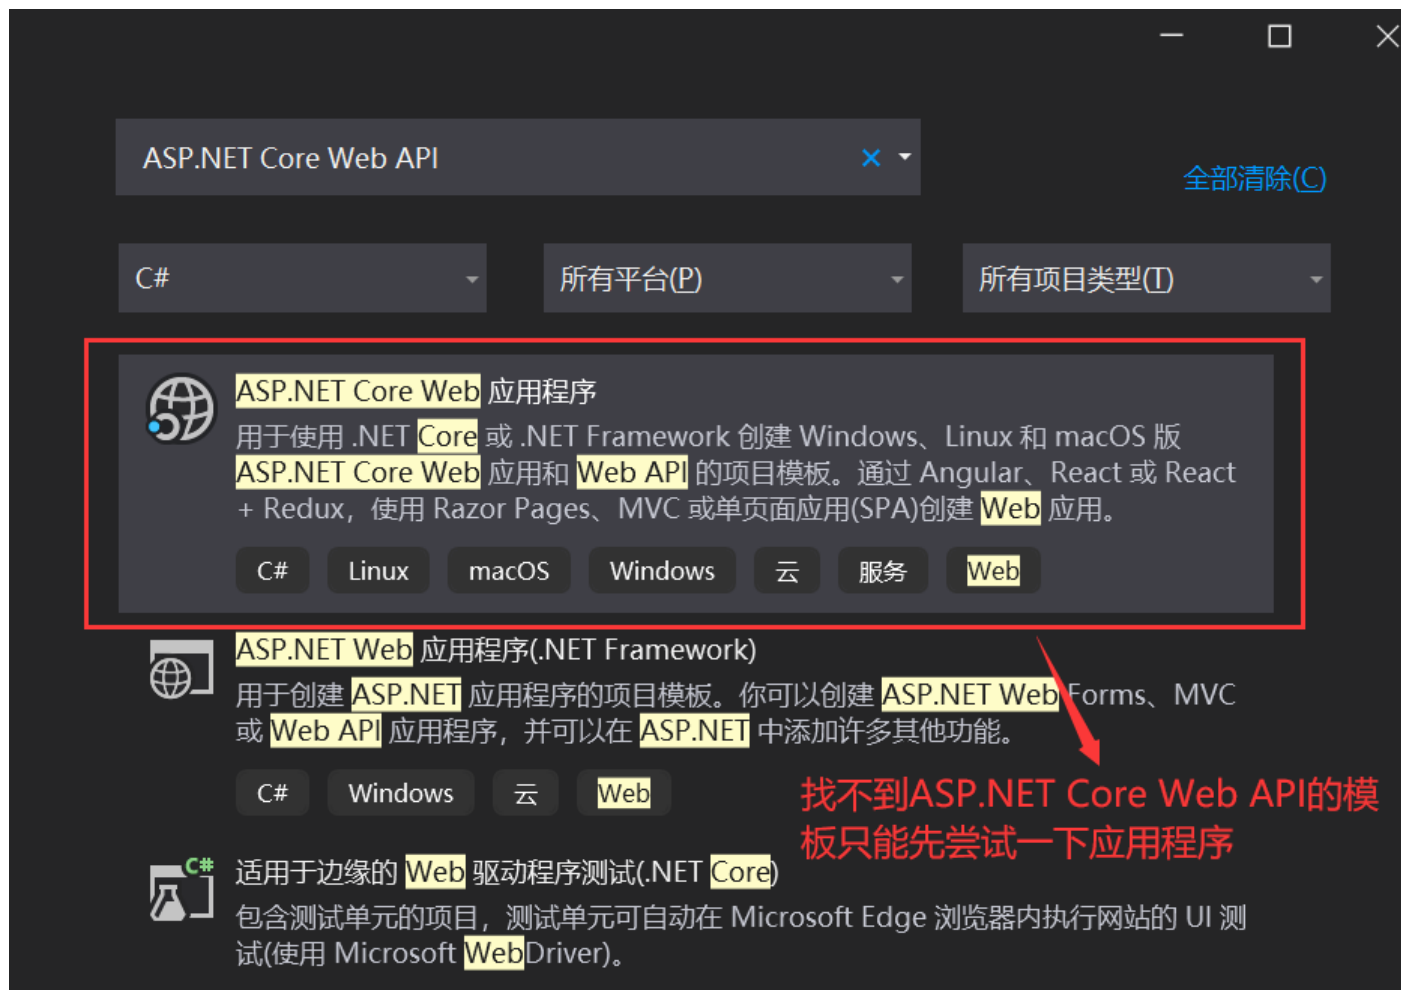 ASP.NET Core Web API
全部清除(C)
C#
所有平台(P)
所有项目类型(T)
ASP.NET Core Web 应用程序
用于使用 .NET Core 或 .NET Framework 创建 Windows、Linux 和 macOS 版
ASP.NET Core Web 应用和 Web API 的项目模板。通过 Angular、React 或 React
+ Redux，使用 Razor Pages、MVC 或单页面应用(SPA)创建 Web 应用。
C# Linux macOS Windows 云 服务 Web
ASP.NET Web 应用程序(.NET Framework)
用于创建 ASP.NET 应用程序的项目模板。你可以创建 ASP.NET Web Forms、MVC
或 Web API 应用程序，并可以在 ASP.NET 中添加许多其他功能。
C# Windows 云 Web
找不到ASP.NET Core Web API的模
板只能先尝试一下应用程序
C#
适用于边缘的 Web 驱动程序测试(.NET Core)
包含测试单元的项目，测试单元可自动在 Microsoft Edge 浏览器内执行网站的 UI 测
试(使用 Microsoft WebDriver)。